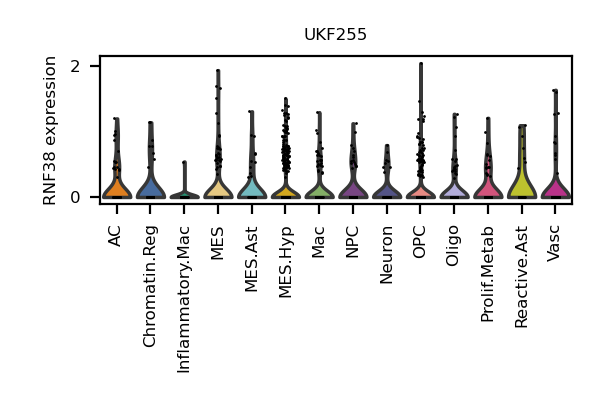 UKF255
RNF38 expression
2
0
AC
Chromatin.Reg
Inflammatory.Mac
MES
MES.Ast
MES.Hyp
Mac
NPC
Neuron
OPC
Oligo
Prolif.Metab
Reactive.Ast
Vasc